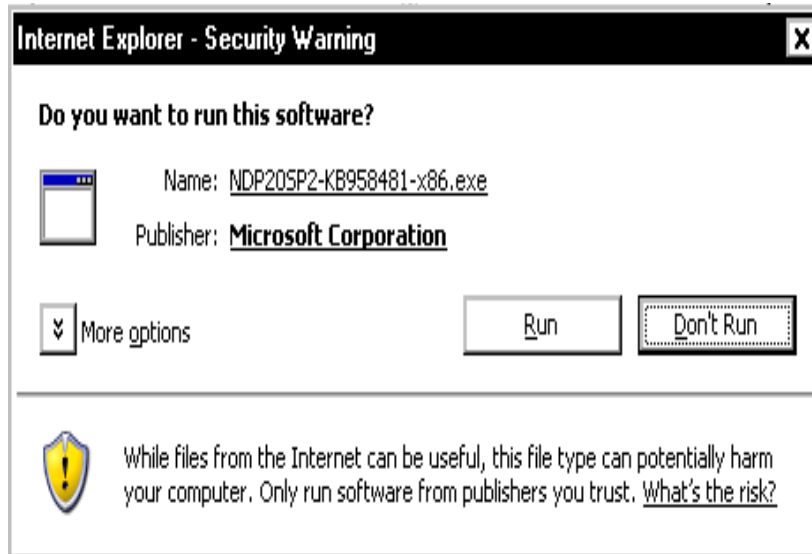 Internet Explorer - Security Warning
Do you want to run this software?
Name: NDP20SP2-KB958481-x86.exe
Publisher: Microsoft Corporation
More options
Run
Don't Run
While files from the Internet can be useful, this file type can potentially harm
your computer. Only run software from publishers you trust. What's the risk?